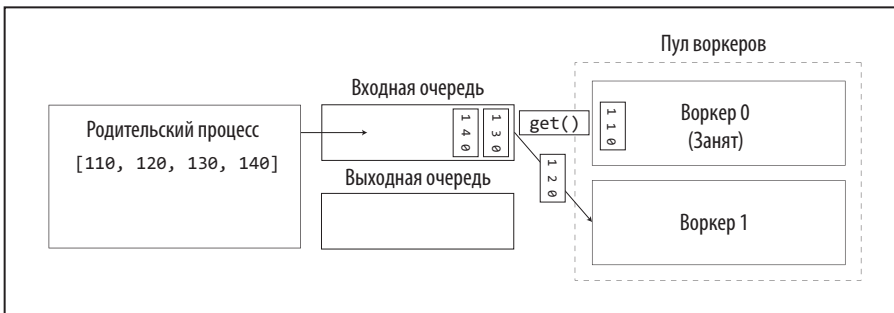 Пул воркеров
Входная очередь
Родительский процесс
[110, 120, 130, 140]
140
130
get()
110
Воркер 0
(Занят)
120
Выходная очередь
Воркер 1